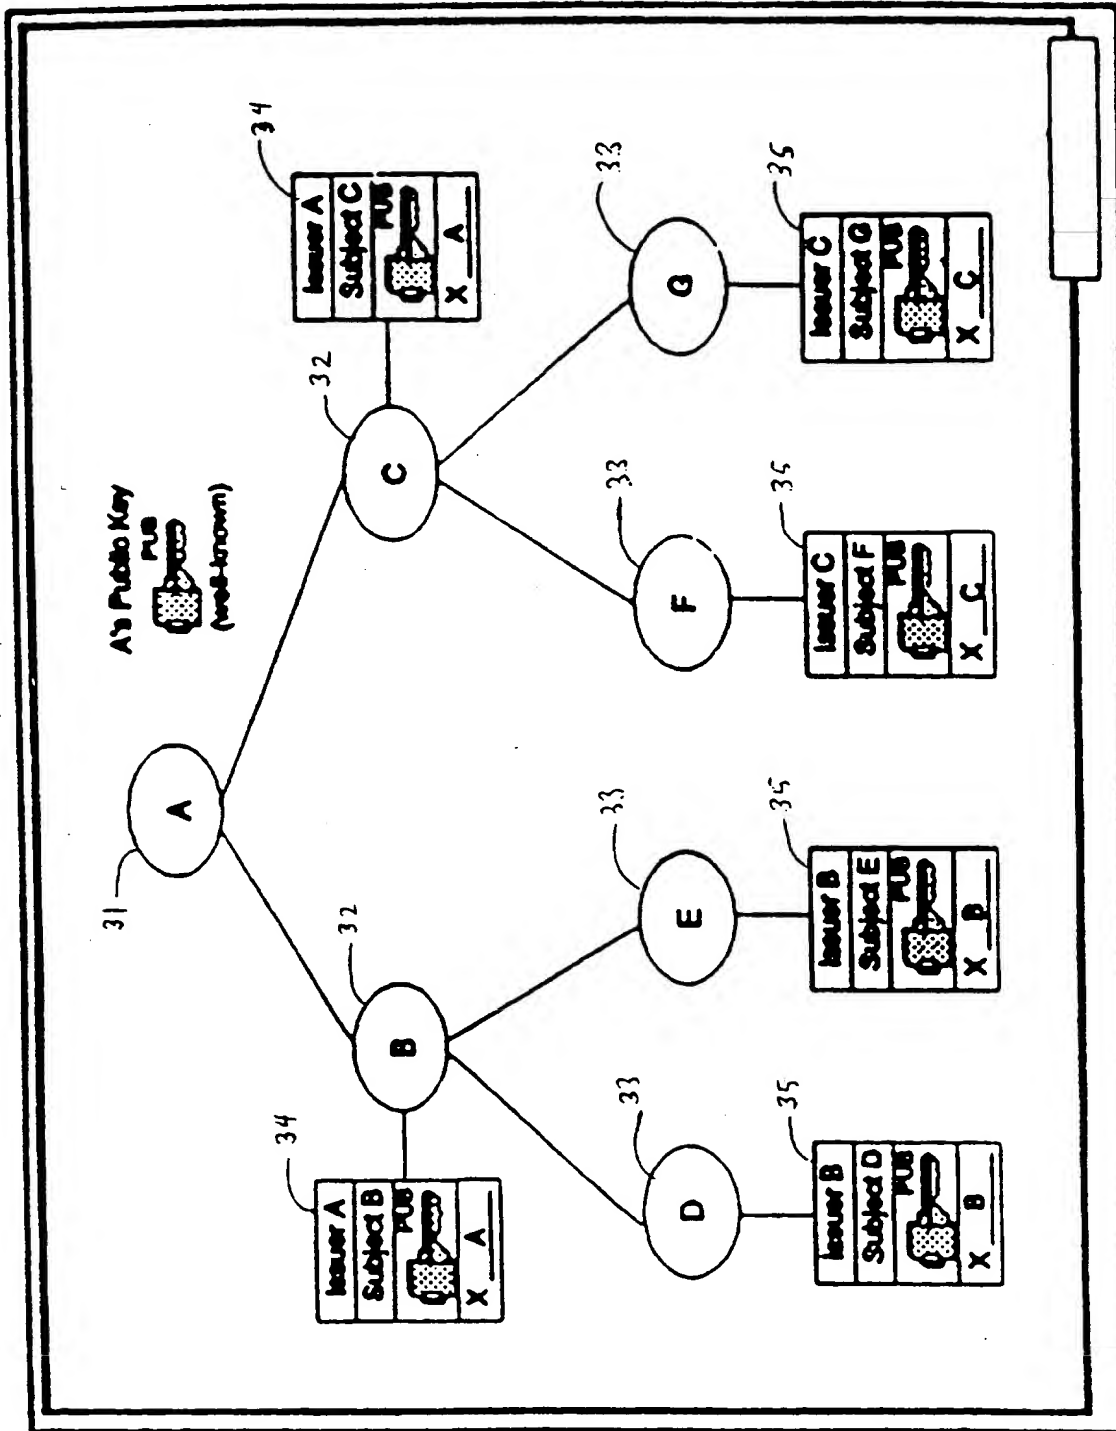 A's Public Key
PUB
(well-known)
31
A
34
Issuer A
Subject B
PUB
X A
32
B
32
C
34
Issuer A
Subject C
PUB
X A
33
D
33
E
33
F
33
G
35
Issuer B
Subject D
PUB
X B
35
Issuer B
Subject E
PUB
X B
35
Issuer C
Subject F
PUB
X C
35
Issuer C
Subject G
PUB
X C